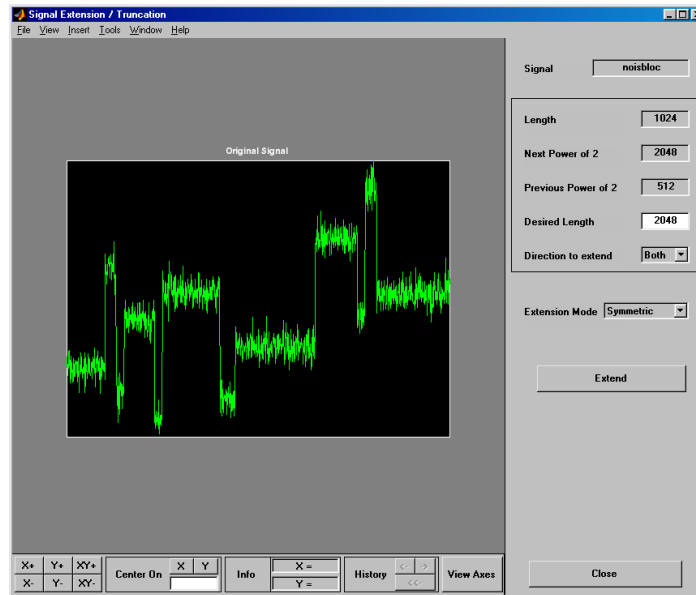 Signal Extension / Truncation
File View Insert Tools Window Help
Signal noisbloc
Length 1024
Next Power of 2 2048
Previous Power of 2 512
Desired Length 2048
Direction to extend Both
Extension Mode Symmetric
Extend
Original Signal
X+ Y+ XY+
X- Y- XY-
Center On X Y
Info X =
Y =
History <- ->
<<-
View Axes
Close